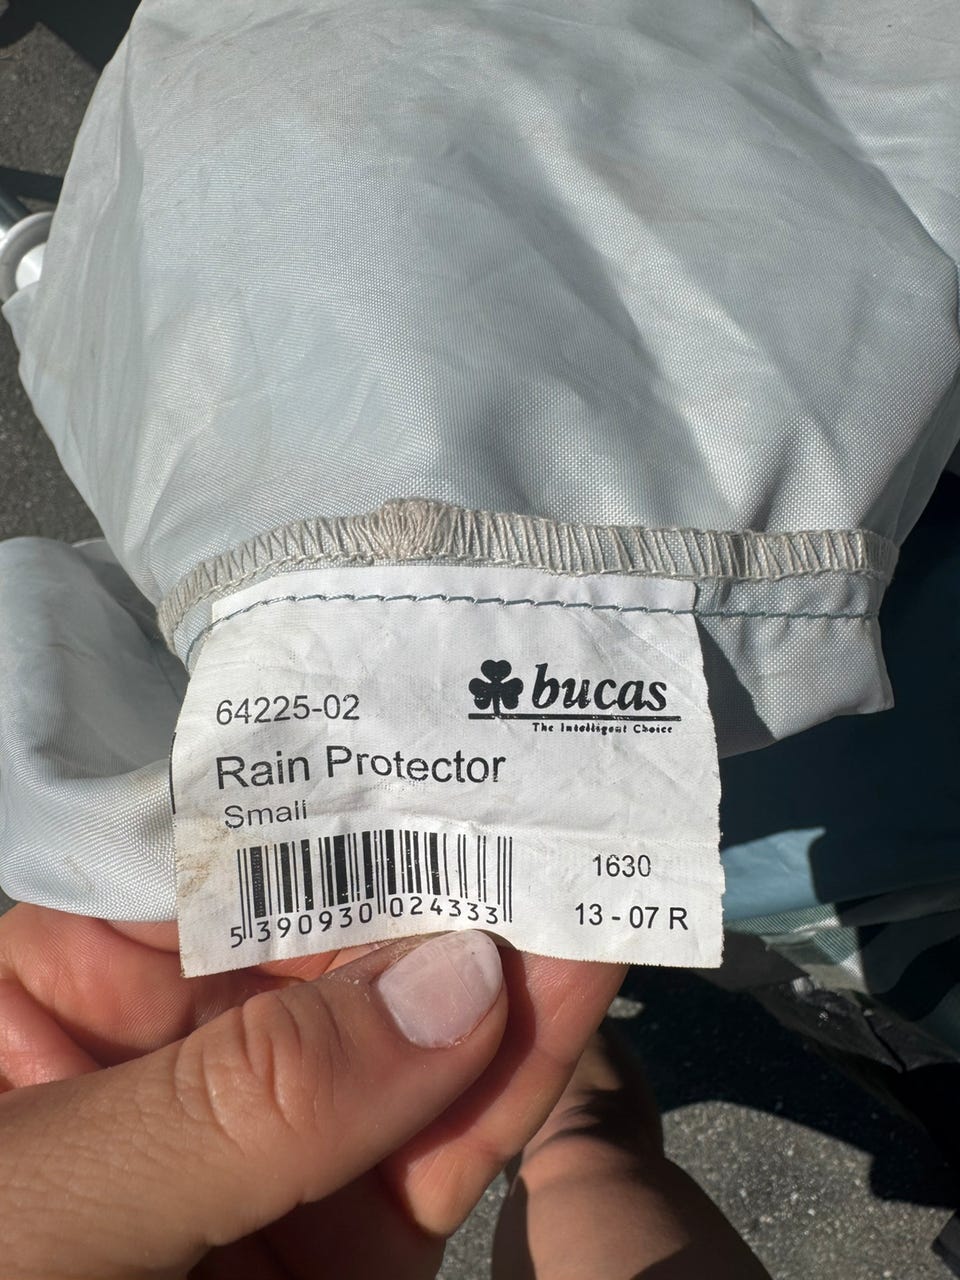 64225-02
bucas
The Intelligent Choice
Rain Protector
Small
1630
13 - 07 R
5 390930 024333